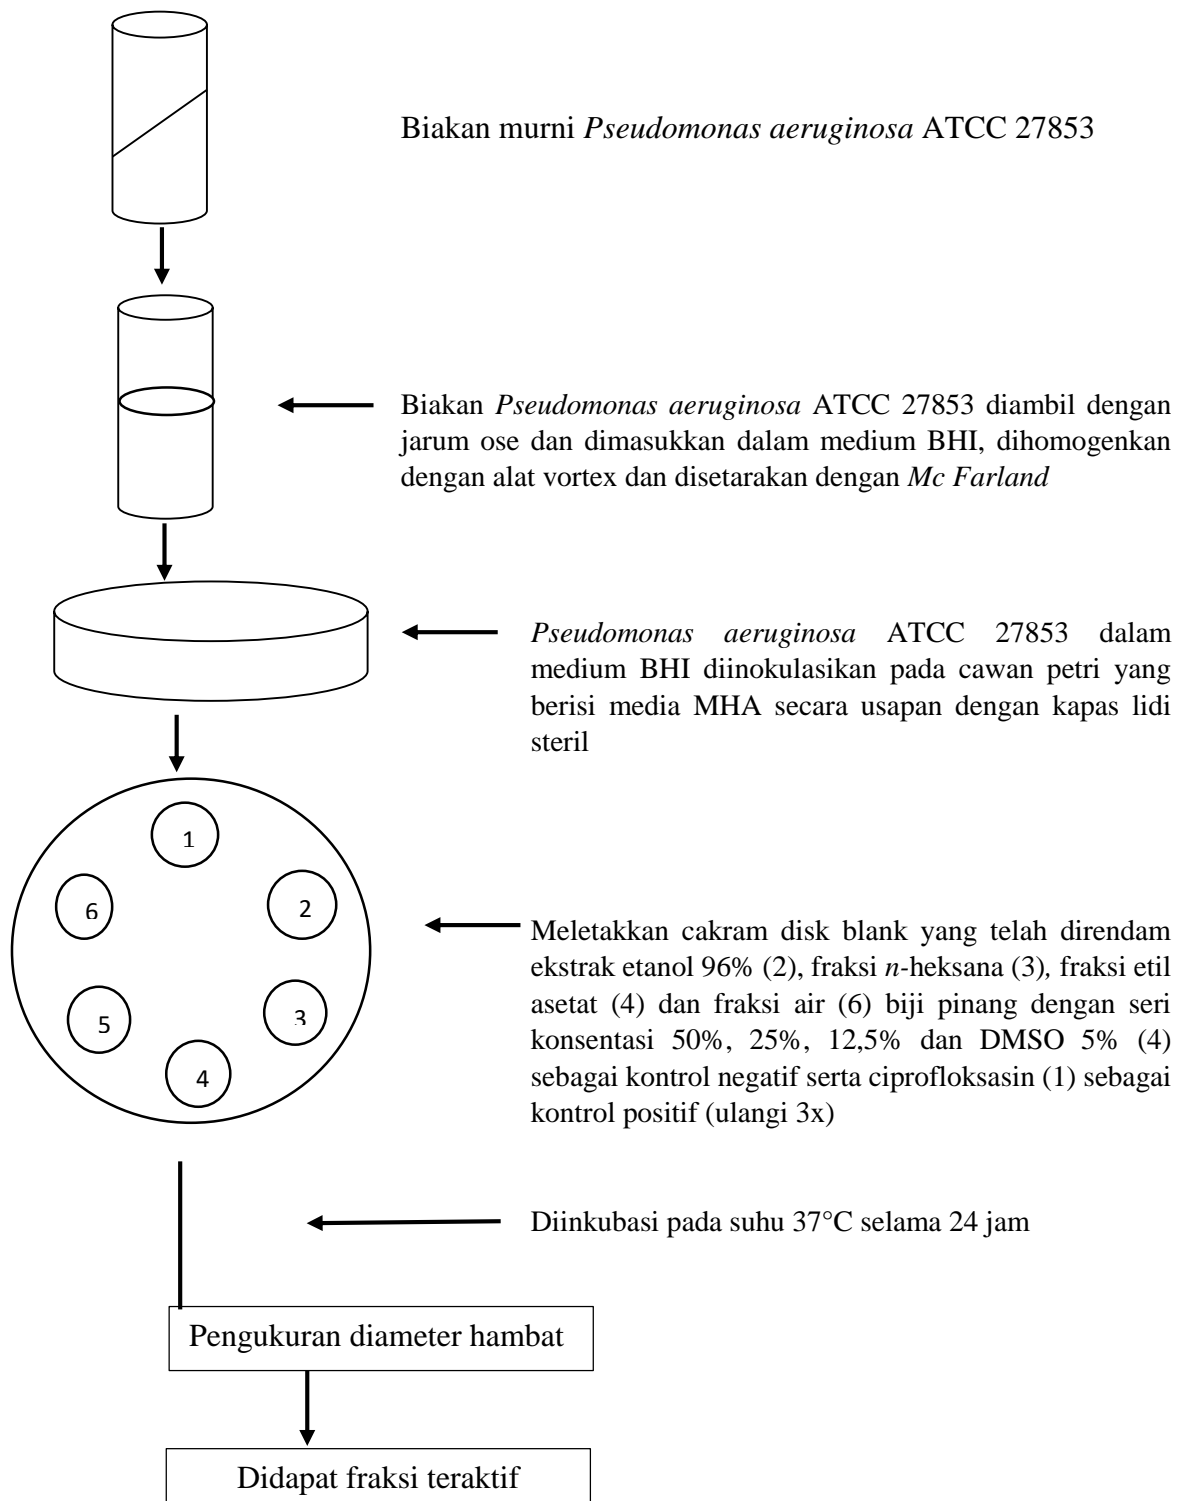 Biakan murni Pseudomonas aeruginosa ATCC 27853
Biakan Pseudomonas aeruginosa ATCC 27853 diambil dengan
jarum ose dan dimasukkan dalam medium BHI, dihomogenkan
dengan alat vortex dan disetarakan dengan Mc Farland
Pseudomonas aeruginosa ATCC 27853 dalam
medium BHI diinokulasikan pada cawan petri yang
berisi media MHA secara usapan dengan kapas lidi
steril
1
6
2
5
3
4
Meletakkan cakram disk blank yang telah direndam
ekstrak etanol 96% (2), fraksi n-heksana (3), fraksi etil
asetat (4) dan fraksi air (6) biji pinang dengan seri
konsentasi 50%, 25%, 12,5% dan DMSO 5% (4)
sebagai kontrol negatif serta ciprofloksasin (1) sebagai
kontrol positif (ulangi 3x)
Diinkubasi pada suhu 37°C selama 24 jam
Pengukuran diameter hambat
Didapat fraksi teraktif